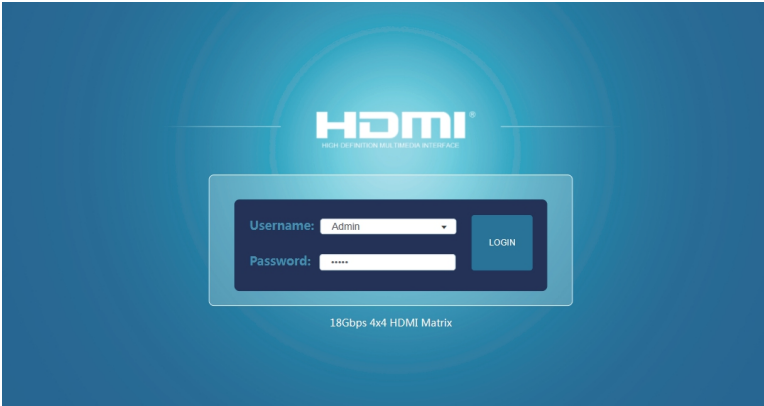 HDMI®
HIGH DEFINITION MULTIMEDIA INTERFACE
Username: Admin
Password: •••••
LOGIN
18Gbps 4x4 HDMI Matrix